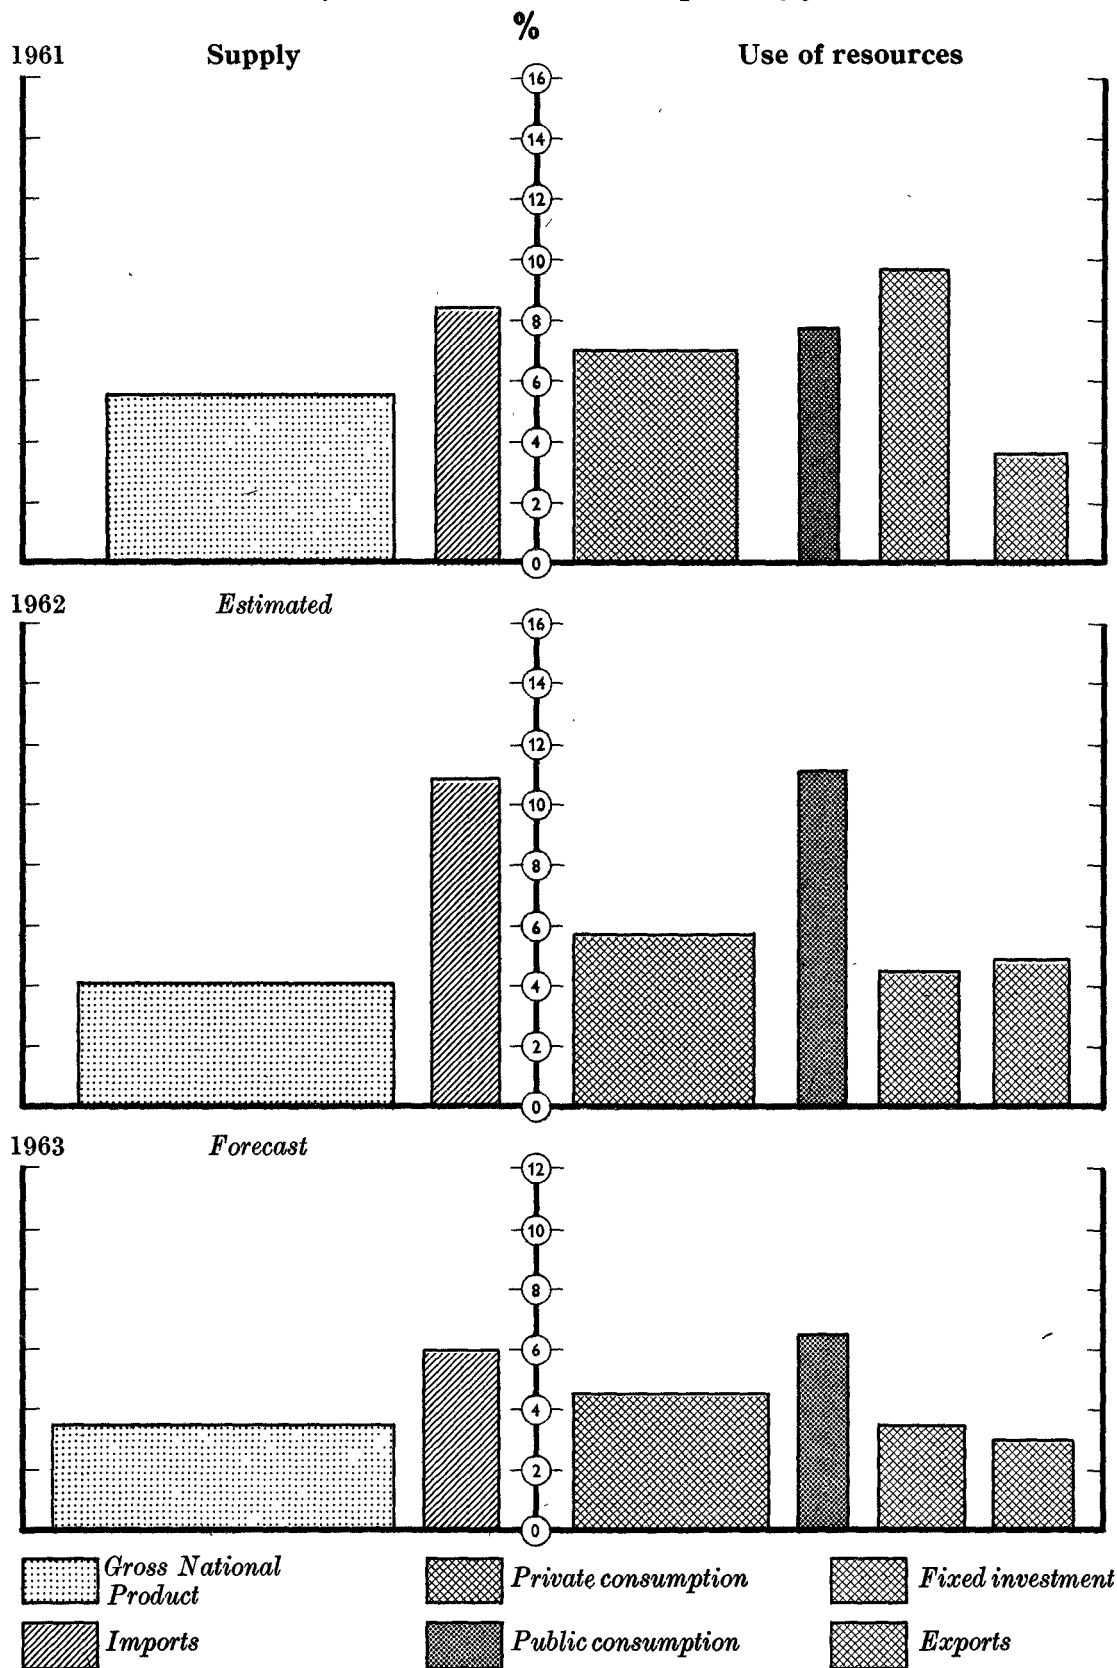 %
1961 Supply Use of resources
16
14
12
10
8
6
4
2
0
1962 Estimated
16
14
12
10
8
6
4
2
0
1963 Forecast
12
10
8
6
4
2
0
Gross National Product
Private consumption
Fixed investment
Imports
Public consumption
Exports